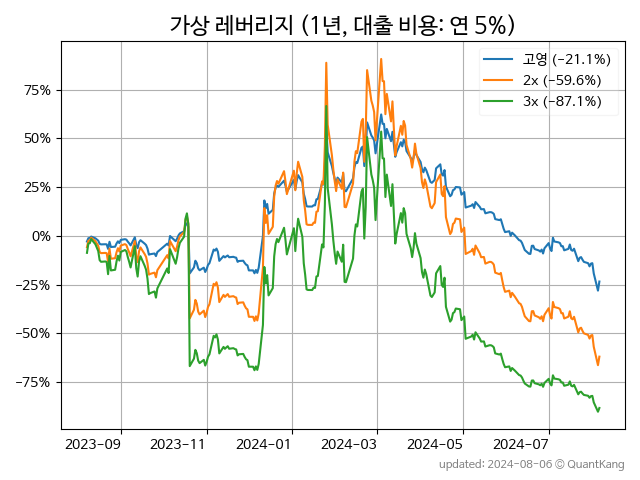 가상 레버리지 (1년, 대출 비용: 연 5%)
고영 (−21.1%)
2x (−59.6%)
3x (−87.1%)
75%
50%
25%
0%
−25%
−50%
−75%
2023-09 2023-11 2024-01 2024-03 2024-05 2024-07
updated: 2024-08-06 © QuantKang